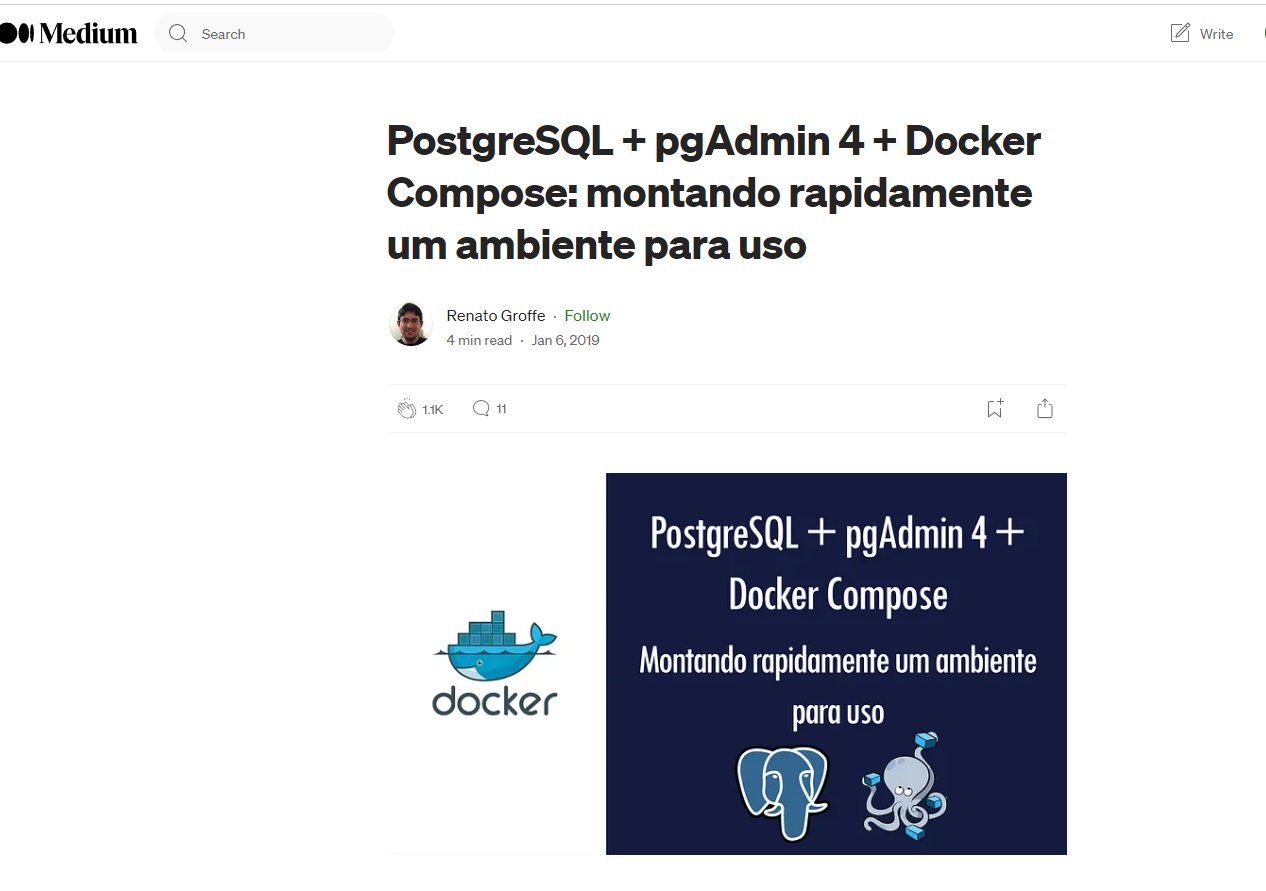 Medium
Search
Write
PostgreSQL + pgAdmin 4 + Docker
Compose: montando rapidamente
um ambiente para uso
Renato Groffe · Follow
4 min read · Jan 6, 2019
1.1K
11
docker
PostgreSQL + pgAdmin 4 +
Docker Compose
Montando rapidamente um ambiente
para uso